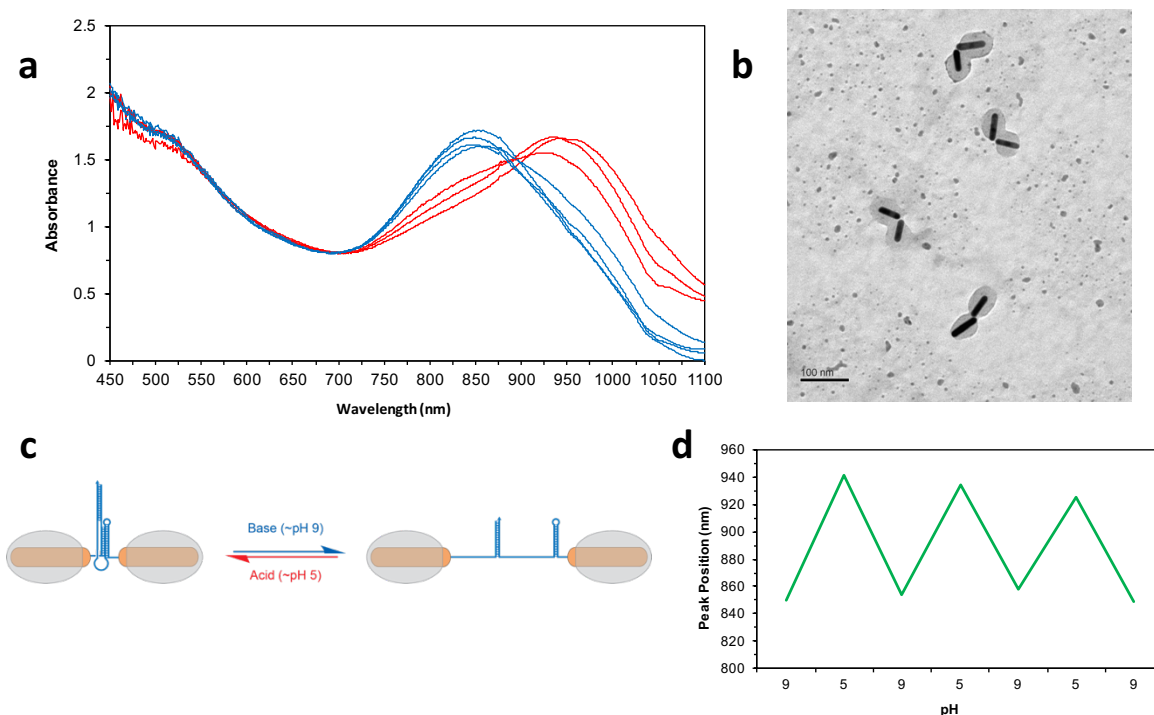 a
2.5
2
1.5
1
0.5
0
Absorbance
450 500 550 600 650 700 750 800 850 900 950 1000 1050 1100
Wavelength (nm)
b
100 nm
c
Base (~pH 9)
Acid (~pH 5)
d
960
940
920
900
880
860
840
820
800
Peak Position (nm)
9 5 9 5 9 5 9
pH